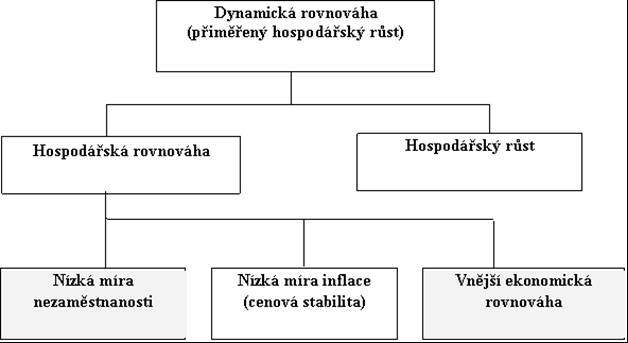 Dynamická rovnováha
(přiměřený hospodářský růst)
Hospodářská rovnováha
Hospodářský růst
Nízká míra
nezaměstnanosti
Nízká míra inflace
(cenová stabilita)
Vnější ekonomická
rovnováha